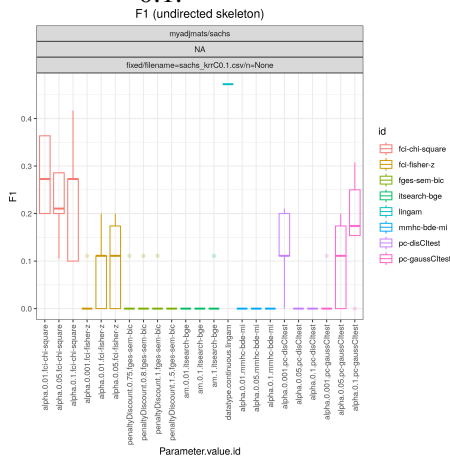 F1 (undirected skeleton)
myadjmats/sachs
NA
fixed/filename=sachs_krrC0.1.csv/n=None
F1
0.4
0.3
0.2
0.1
0.0
alpha.0.01.fci-chi-square
alpha.0.05.fci-chi-square
alpha.0.1.fci-chi-square
alpha.0.001.fci-fisher-z
alpha.0.01.fci-fisher-z
alpha.0.05.fci-fisher-z
penaltyDiscount.0.75.fges-sem-bic
penaltyDiscount.0.8.fges-sem-bic
penaltyDiscount.1.fges-sem-bic
penaltyDiscount.1.5.fges-sem-bic
am.0.01.itsearch-bge
am.0.1.itsearch-bge
am.1.itsearch-bge
datatype.continuous.lingam
alpha.0.01.mmhc-bde-mi
alpha.0.05.mmhc-bde-mi
alpha.0.1.mmhc-bde-mi
alpha.0.001.pc-disCItest
alpha.0.05.pc-disCItest
alpha.0.1.pc-disCItest
alpha.0.001.pc-gaussCItest
alpha.0.05.pc-gaussCItest
alpha.0.1.pc-gaussCItest
Parameter.value.id
id
fci-chi-square
fci-fisher-z
fges-sem-bic
itsearch-bge
lingam
mmhc-bde-mi
pc-disCItest
pc-gaussCItest